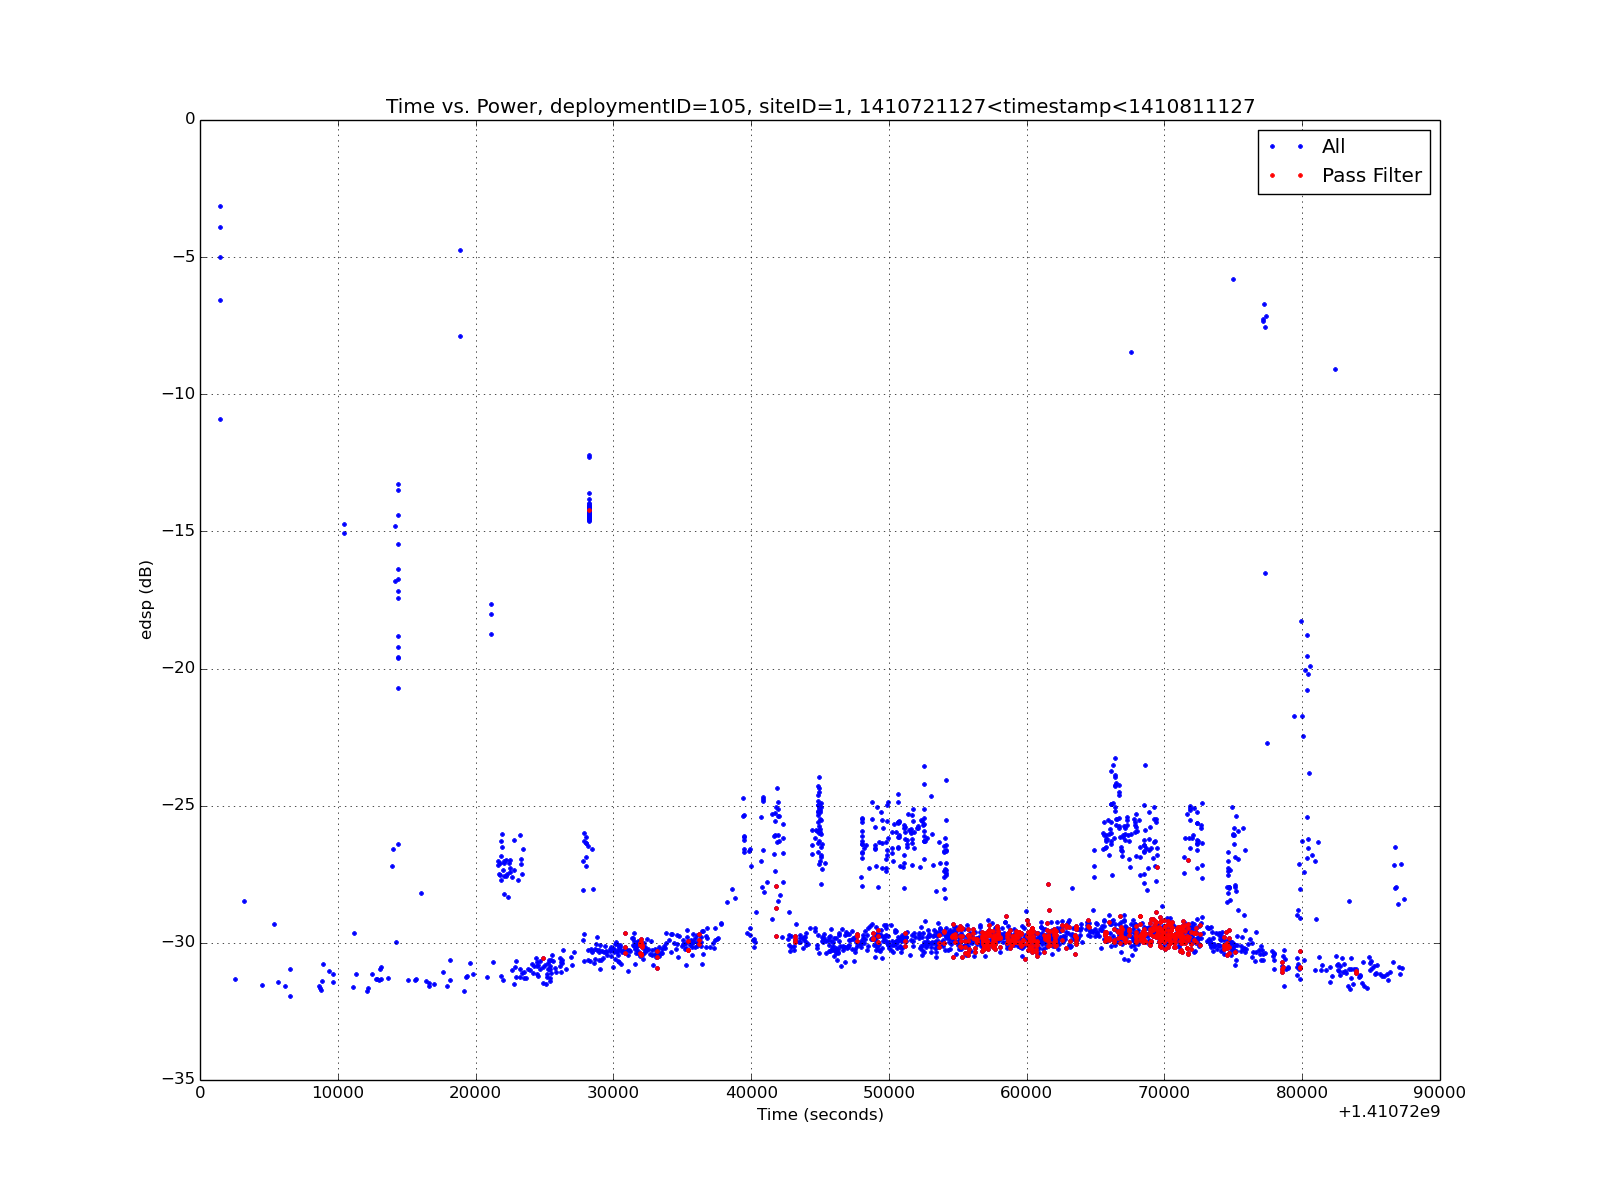 Time vs. Power, deploymentID=105, siteID=1, 1410721127<timestamp<1410811127
All
Pass Filter
0
−5
−10
−15
−20
−25
−30
−35
edsp (dB)
0 10000 20000 30000 40000 50000 60000 70000 80000 90000
Time (seconds)
+1.41072e9